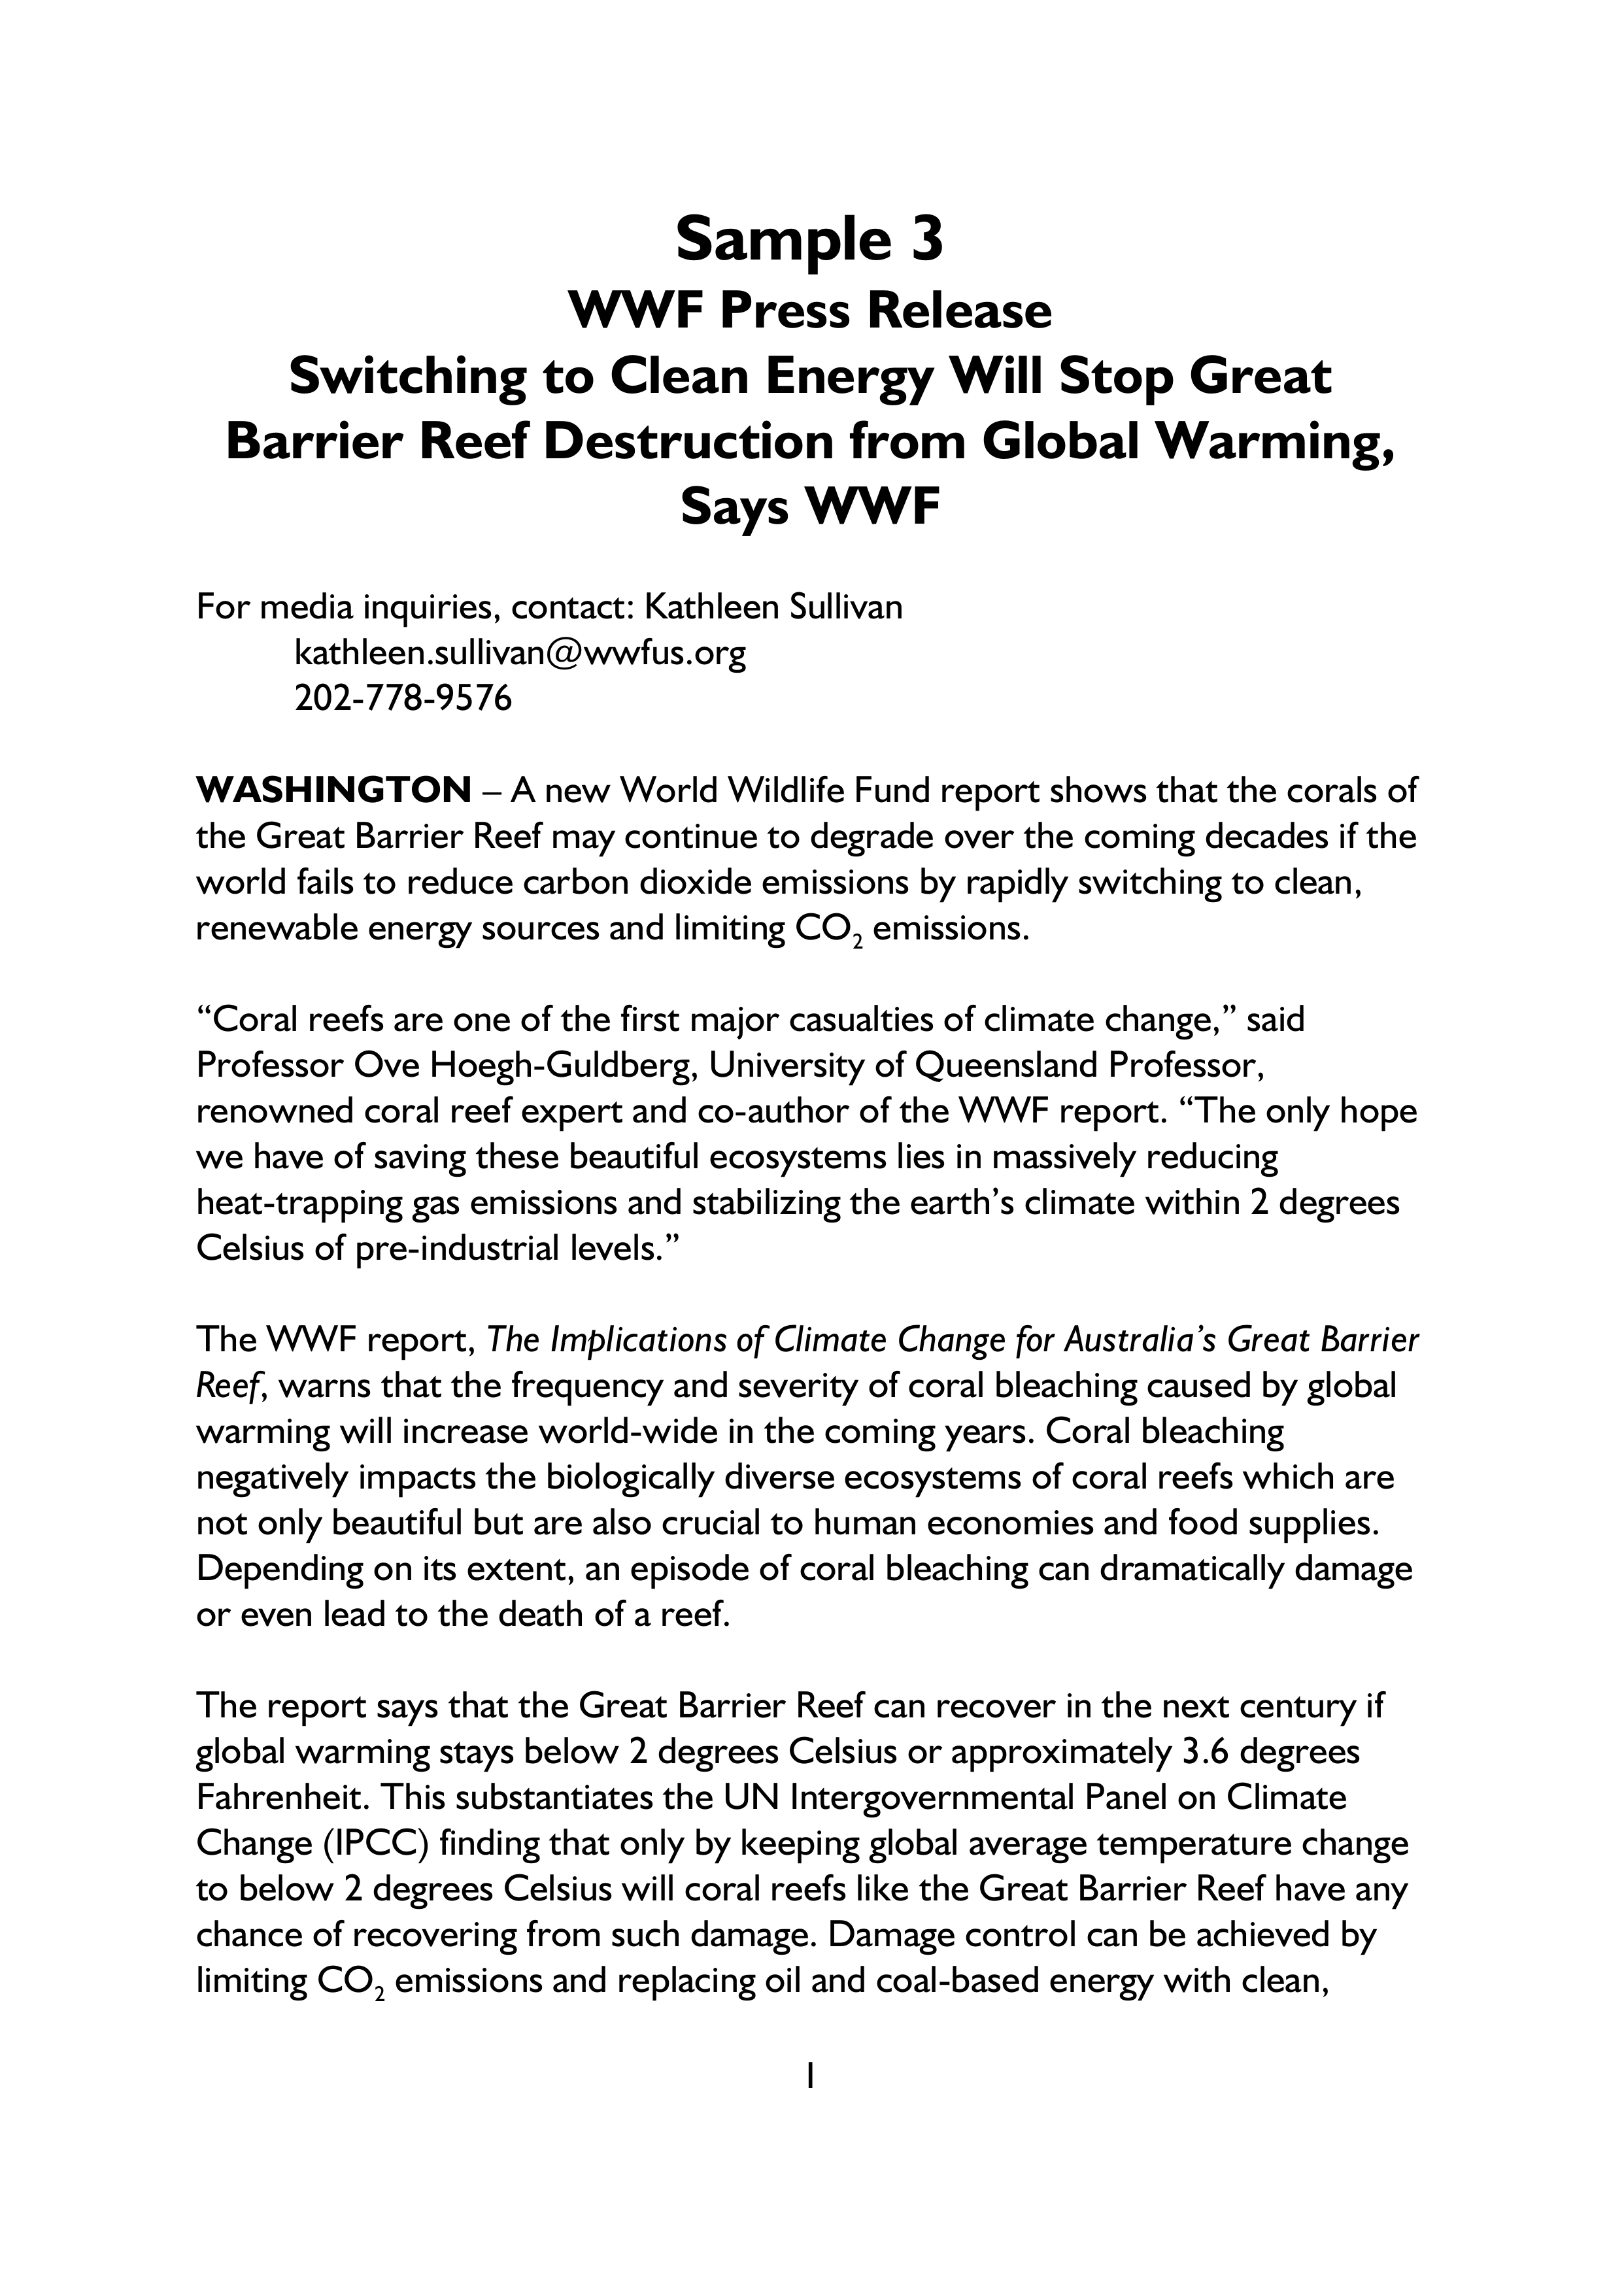 Sample 3
WWF Press Release
Switching to Clean Energy Will Stop Great
Barrier Reef Destruction from Global Warming,
Says WWF
For media inquiries, contact: Kathleen Sullivan
kathleen.sullivan@wwfus.org
202-778-9576
WASHINGTON – A new World Wildlife Fund report shows that the corals of
the Great Barrier Reef may continue to degrade over the coming decades if the
world fails to reduce carbon dioxide emissions by rapidly switching to clean,
renewable energy sources and limiting CO₂ emissions.
“Coral reefs are one of the first major casualties of climate change,” said
Professor Ove Hoegh-Guldberg, University of Queensland Professor,
renowned coral reef expert and co-author of the WWF report. “The only hope
we have of saving these beautiful ecosystems lies in massively reducing
heat-trapping gas emissions and stabilizing the earth’s climate within 2 degrees
Celsius of pre-industrial levels.”
The WWF report, The Implications of Climate Change for Australia’s Great Barrier
Reef, warns that the frequency and severity of coral bleaching caused by global
warming will increase world-wide in the coming years. Coral bleaching
negatively impacts the biologically diverse ecosystems of coral reefs which are
not only beautiful but are also crucial to human economies and food supplies.
Depending on its extent, an episode of coral bleaching can dramatically damage
or even lead to the death of a reef.
The report says that the Great Barrier Reef can recover in the next century if
global warming stays below 2 degrees Celsius or approximately 3.6 degrees
Fahrenheit. This substantiates the UN Intergovernmental Panel on Climate
Change (IPCC) finding that only by keeping global average temperature change
to below 2 degrees Celsius will coral reefs like the Great Barrier Reef have any
chance of recovering from such damage. Damage control can be achieved by
limiting CO₂ emissions and replacing oil and coal-based energy with clean,
1